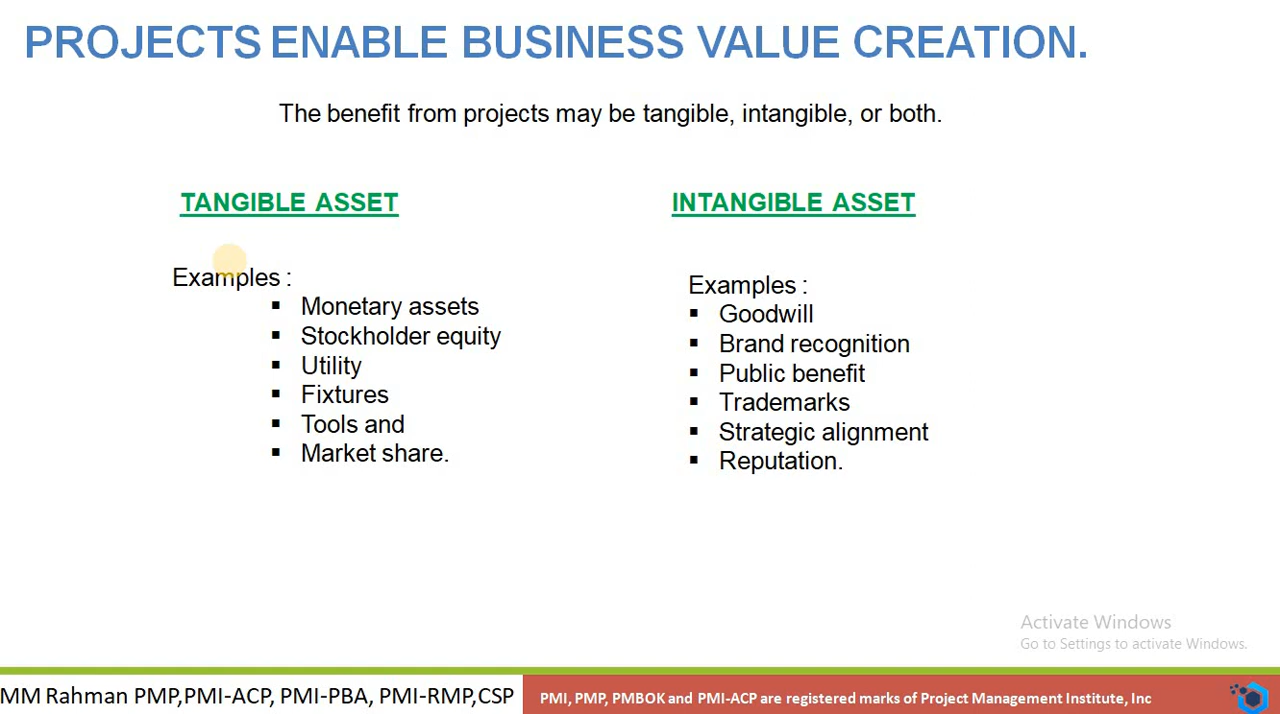 PROJECTS ENABLE BUSINESS VALUE CREATION.
The benefit from projects may be tangible, intangible, or both.
TANGIBLE ASSET
Examples :
▪ Monetary assets
▪ Stockholder equity
▪ Utility
▪ Fixtures
▪ Tools and
▪ Market share.
INTANGIBLE ASSET
Examples :
▪ Goodwill
▪ Brand recognition
▪ Public benefit
▪ Trademarks
▪ Strategic alignment
▪ Reputation.
Activate Windows
Go to Settings to activate Windows.
MM Rahman PMP,PMI-ACP, PMI-PBA, PMI-RMP,CSP
PMI, PMP, PMBOK and PMI-ACP are registered marks of Project Management Institute, Inc